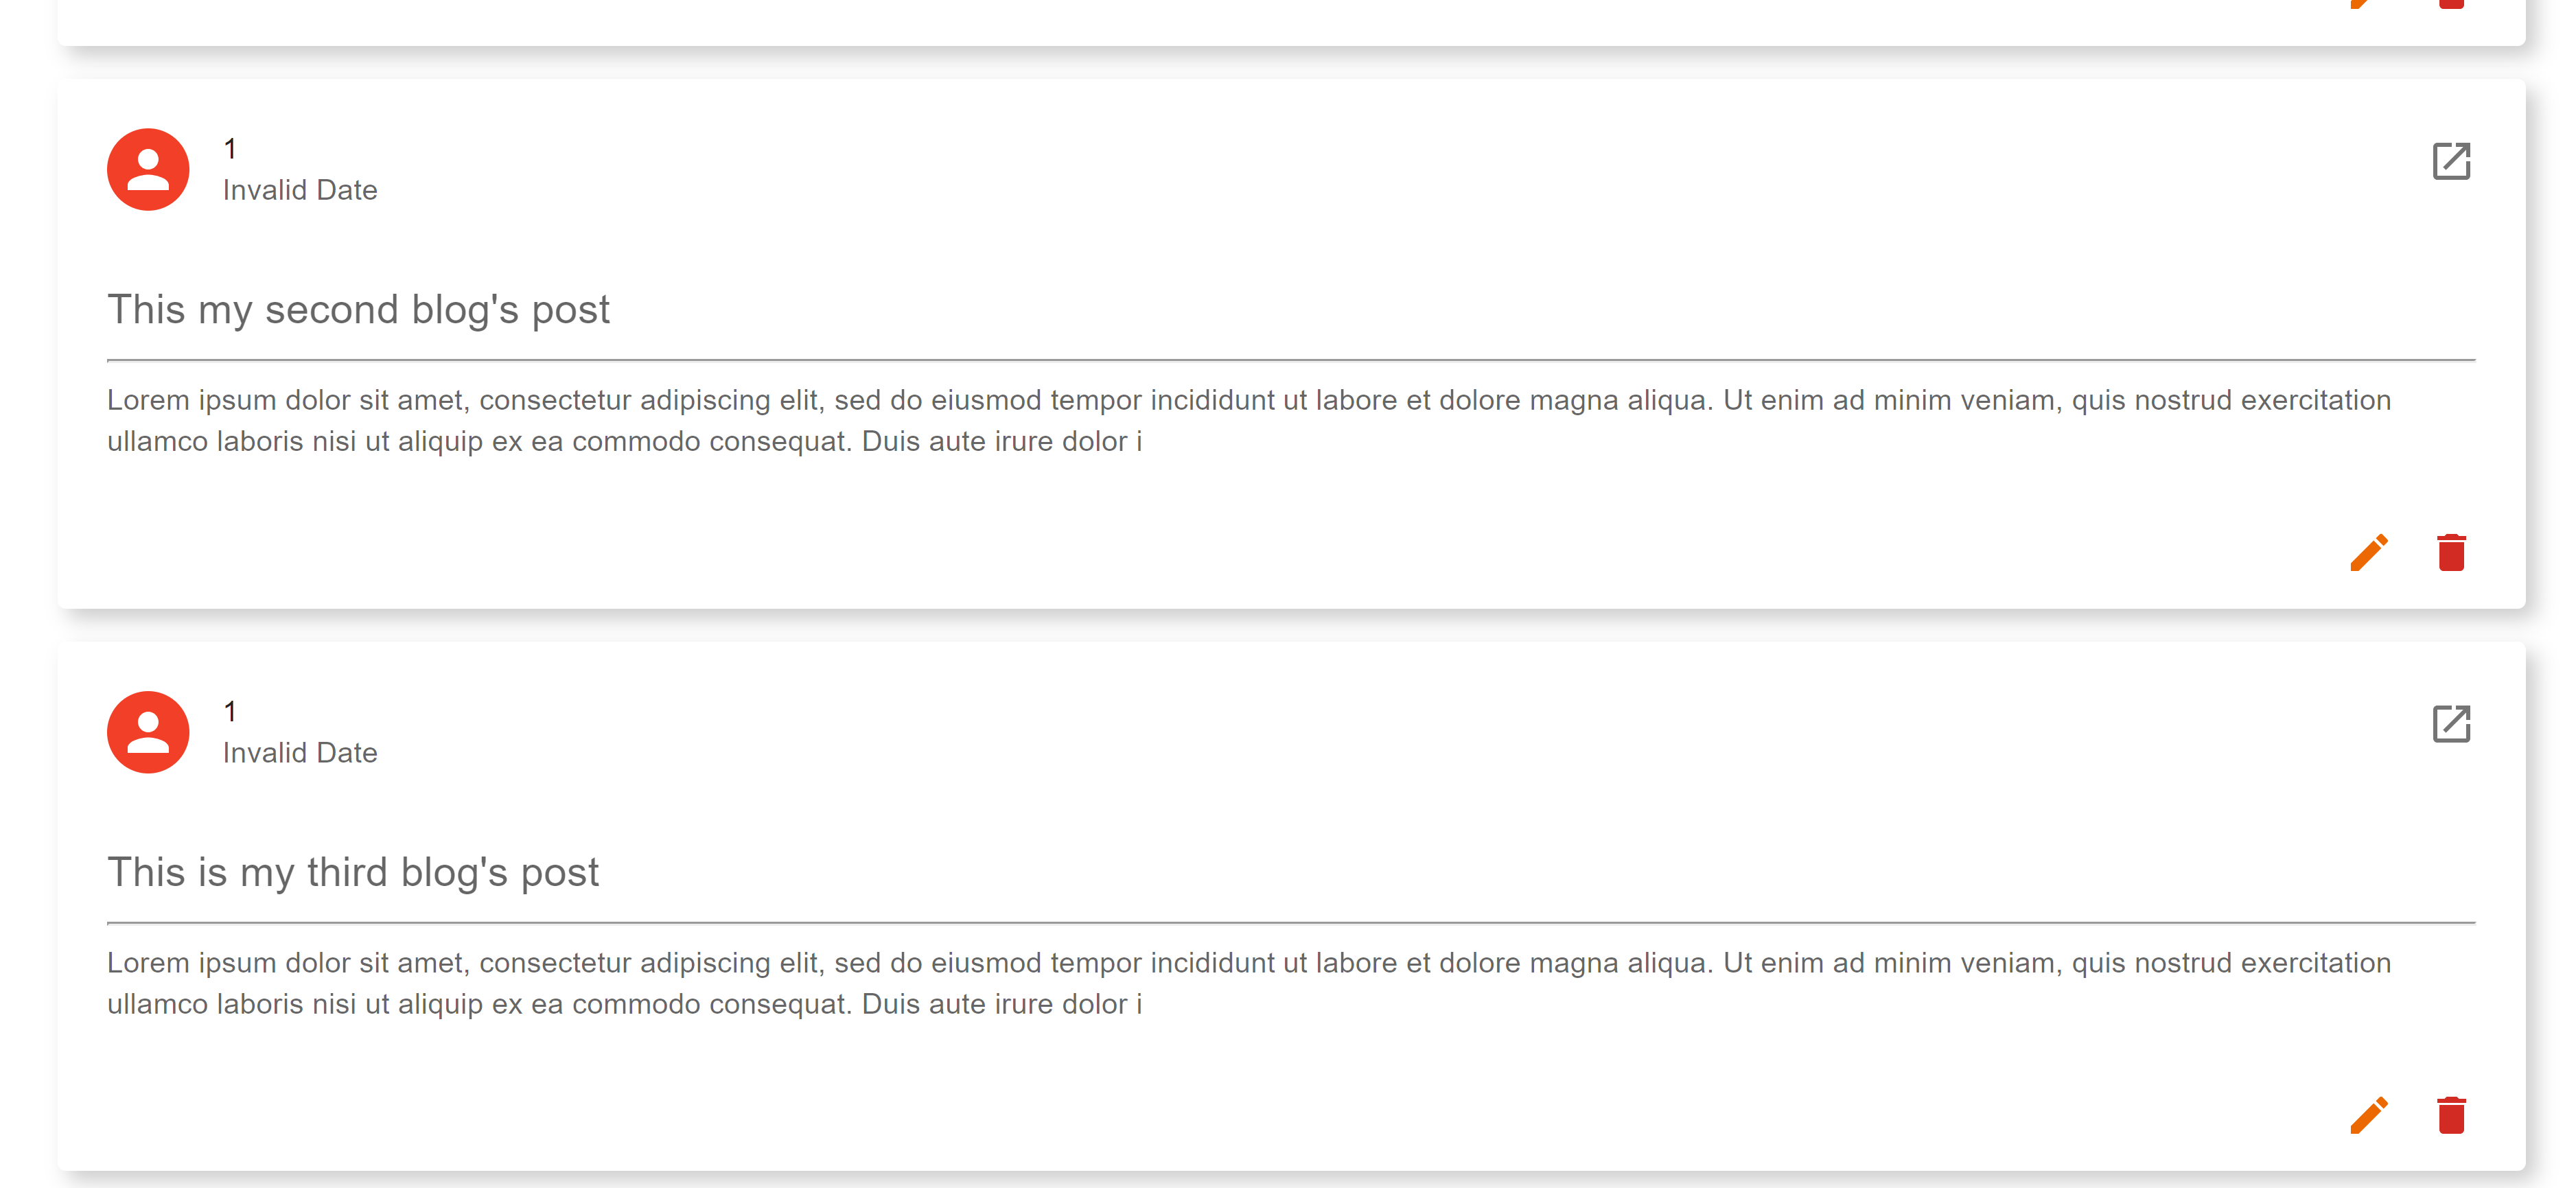 1
Invalid Date
This my second blog's post
Lorem ipsum dolor sit amet, consectetur adipiscing elit, sed do eiusmod tempor incididunt ut labore et dolore magna aliqua. Ut enim ad minim veniam, quis nostrud exercitation
ullamco laboris nisi ut aliquip ex ea commodo consequat. Duis aute irure dolor i
1
Invalid Date
This is my third blog's post
Lorem ipsum dolor sit amet, consectetur adipiscing elit, sed do eiusmod tempor incididunt ut labore et dolore magna aliqua. Ut enim ad minim veniam, quis nostrud exercitation
ullamco laboris nisi ut aliquip ex ea commodo consequat. Duis aute irure dolor i